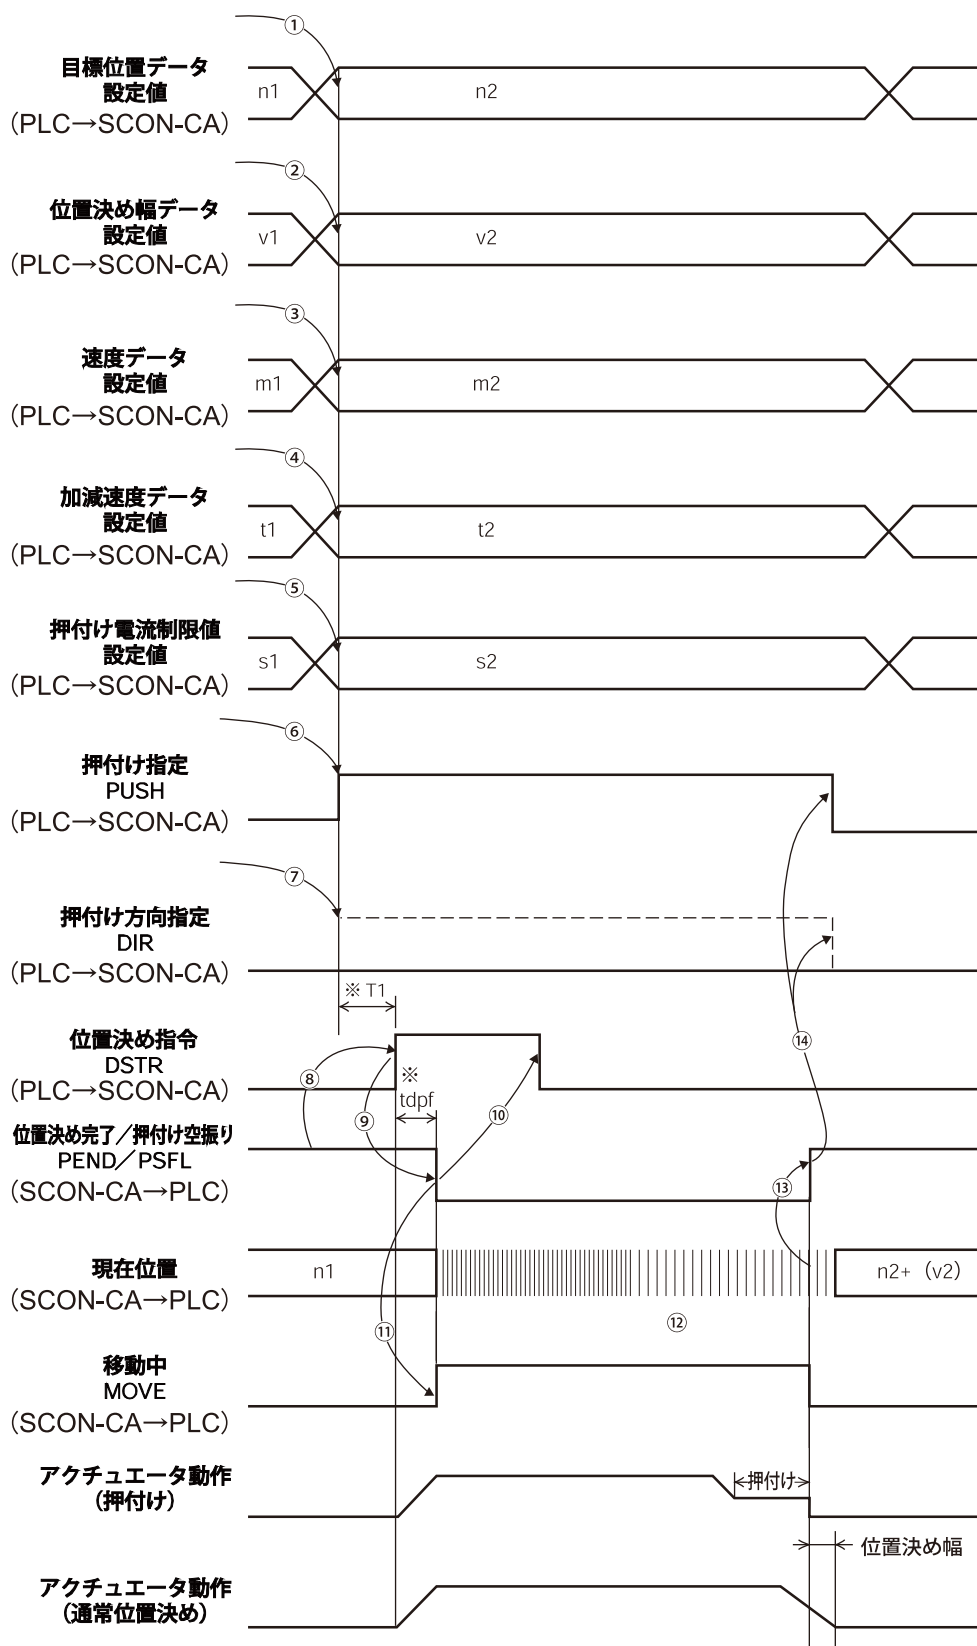 ①
目標位置データ
設定値
（PLC→SCON-CA）
n1
n2
②
位置決め幅データ
設定値
（PLC→SCON-CA）
v1
v2
③
速度データ
設定値
（PLC→SCON-CA）
m1
m2
④
加減速度データ
設定値
（PLC→SCON-CA）
t1
t2
⑤
押付け電流制限値
設定値
（PLC→SCON-CA）
s1
s2
⑥
押付け指定
PUSH
（PLC→SCON-CA）
⑦
押付け方向指定
DIR
（PLC→SCON-CA）
※ T1
⑭
位置決め指令
DSTR
（PLC→SCON-CA）
⑧
※
tdpf
⑨
⑩
位置決め完了／押付け空振り
PEND／PSFL
（SCON-CA→PLC）
⑬
現在位置
（SCON-CA→PLC）
n1
n2+（v2）
⑪
⑫
移動中
MOVE
（SCON-CA→PLC）
アクチュエータ動作
(押付け)
押付け
位置決め幅
アクチュエータ動作
(通常位置決め)